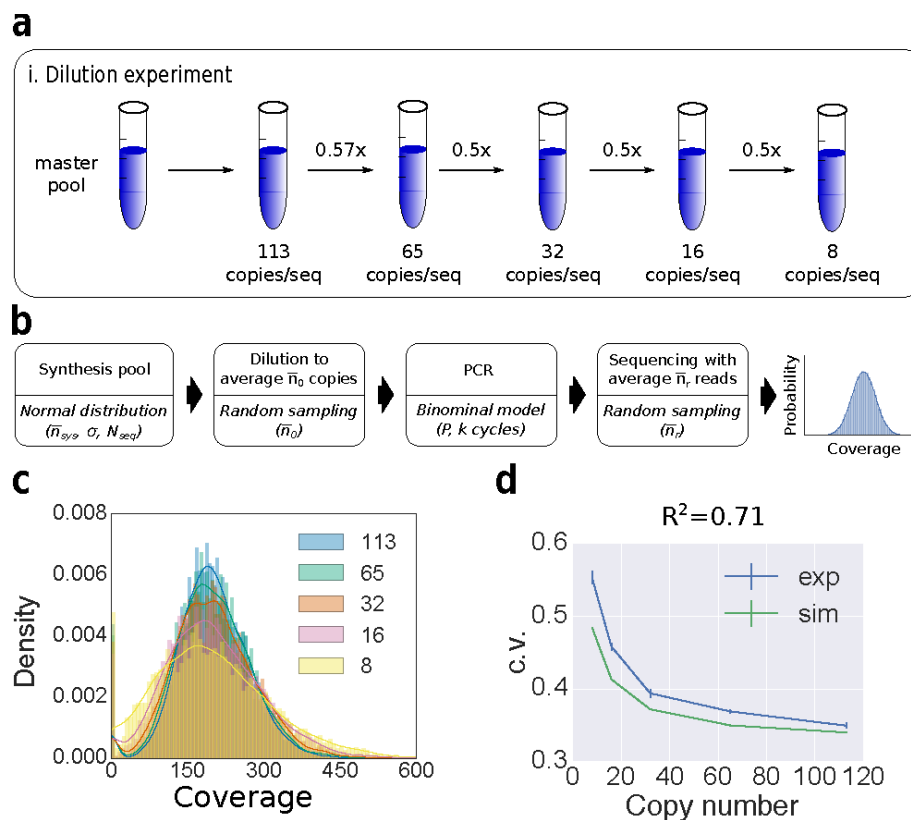 a
i. Dilution experiment
master
pool
0.57x
0.5x
0.5x
0.5x
113
copies/seq
65
copies/seq
32
copies/seq
16
copies/seq
8
copies/seq
b
Synthesis pool
Normal distribution
(n̅sys, σ, Nseq)
Dilution to
average n̅0 copies
Random sampling
(n̅0)
PCR
Binominal model
(P, k cycles)
Sequencing with
average n̅r reads
Random sampling
(n̅r)
Probability
Coverage
c
0.008
0.006
0.004
0.002
0.000
Density
113
65
32
16
8
0 150 300 450 600
Coverage
d
R²=0.71
0.6
0.5
0.4
0.3
c.v.
exp
sim
0 20 40 60 80 100 120
Copy number